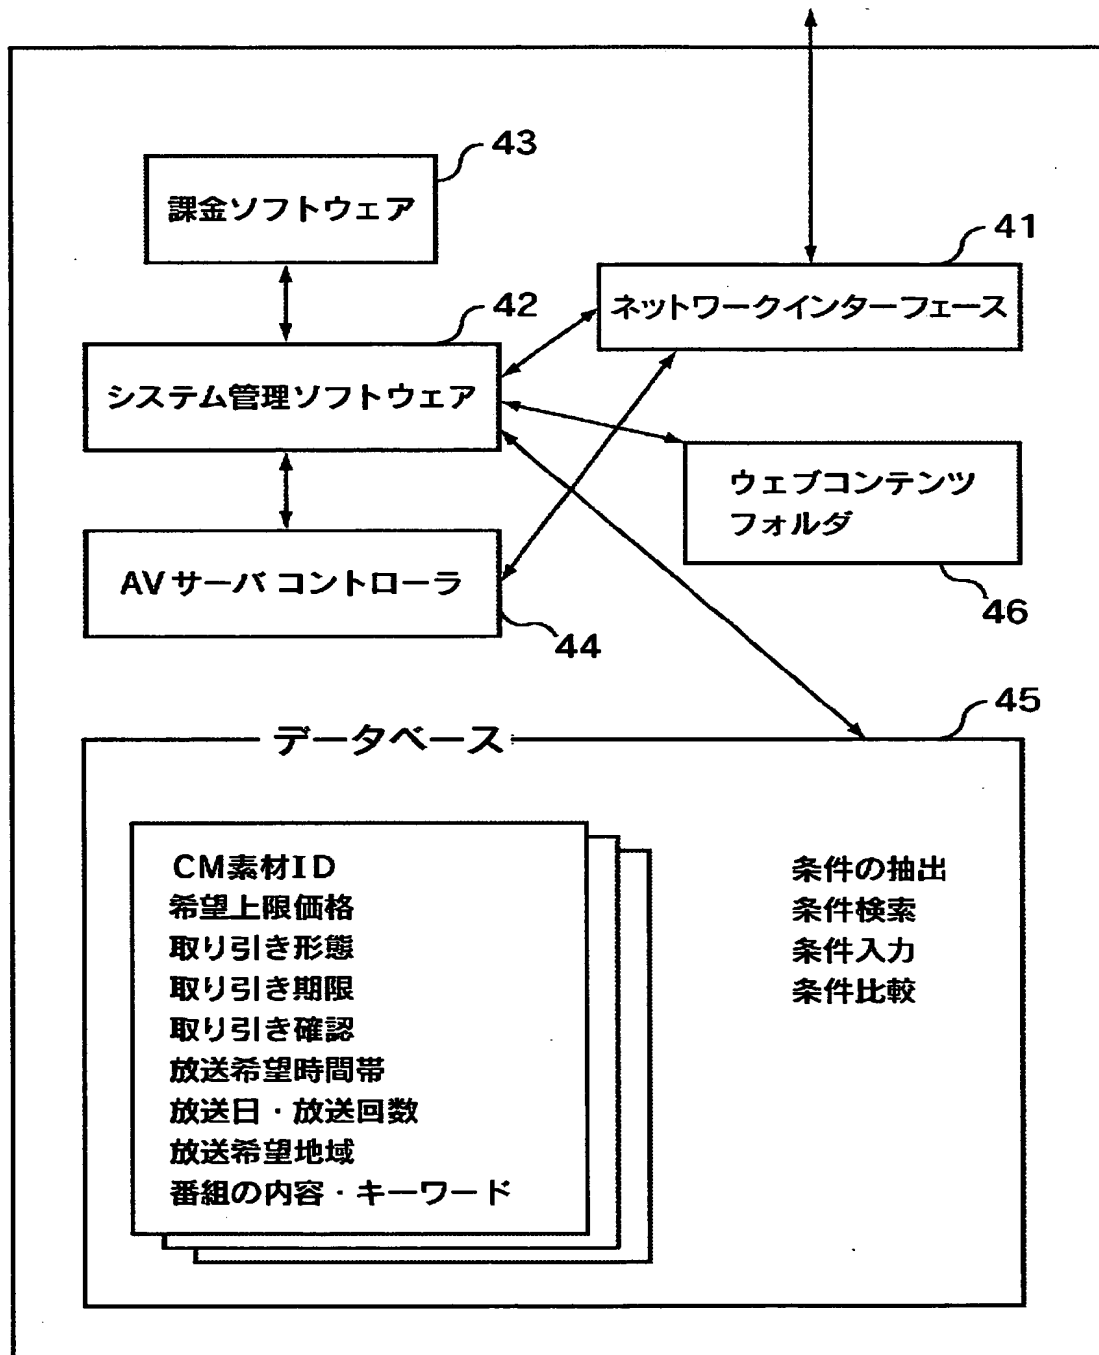 43
課金ソフトウェア
41
ネットワークインターフェース
42
システム管理ソフトウェア
ウェブコンテンツ
フォルダ
46
AVサーバ コントローラ
44
45
データベース
CM素材ID
希望上限価格
取り引き形態
取り引き期限
取り引き確認
放送希望時間帯
放送日・放送回数
放送希望地域
番組の内容・キーワード
条件の抽出
条件検索
条件入力
条件比較